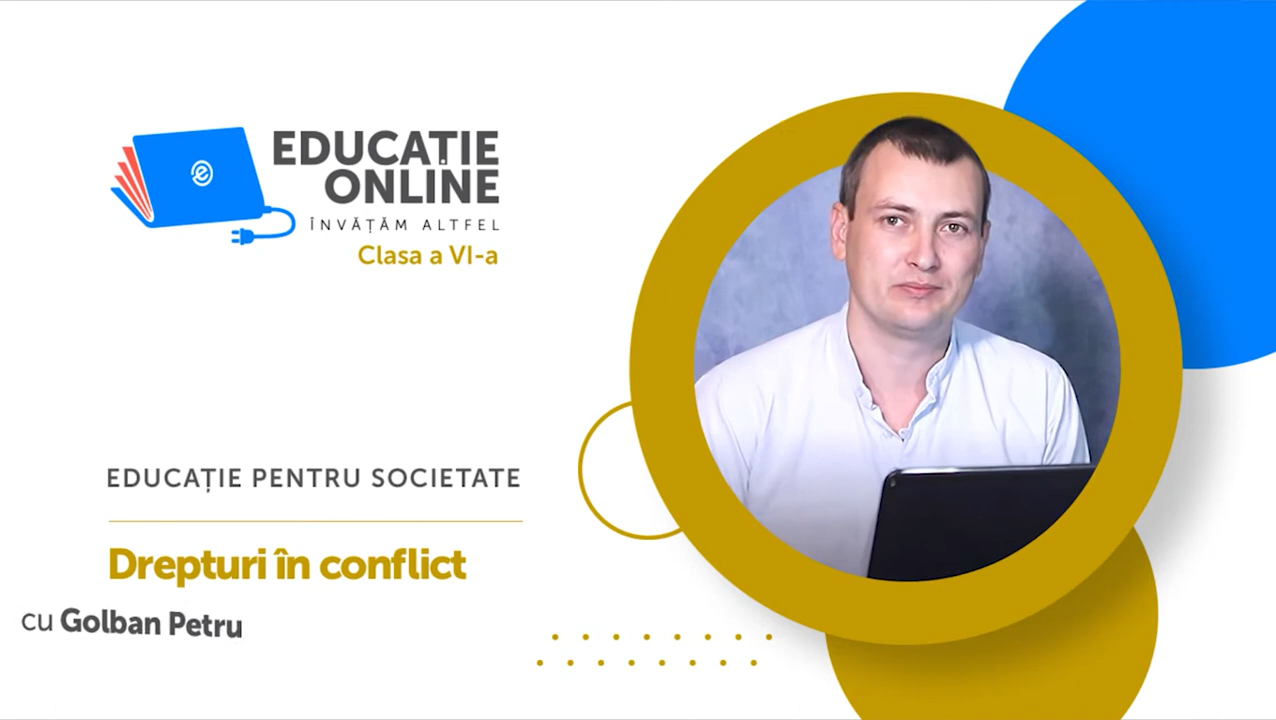 EDUCAȚIE
ONLINE
ÎNVĂȚĂM ALTFEL
Clasa a VI-a
EDUCAȚIE PENTRU SOCIETATE
Drepturi în conflict
cu Golban Petru